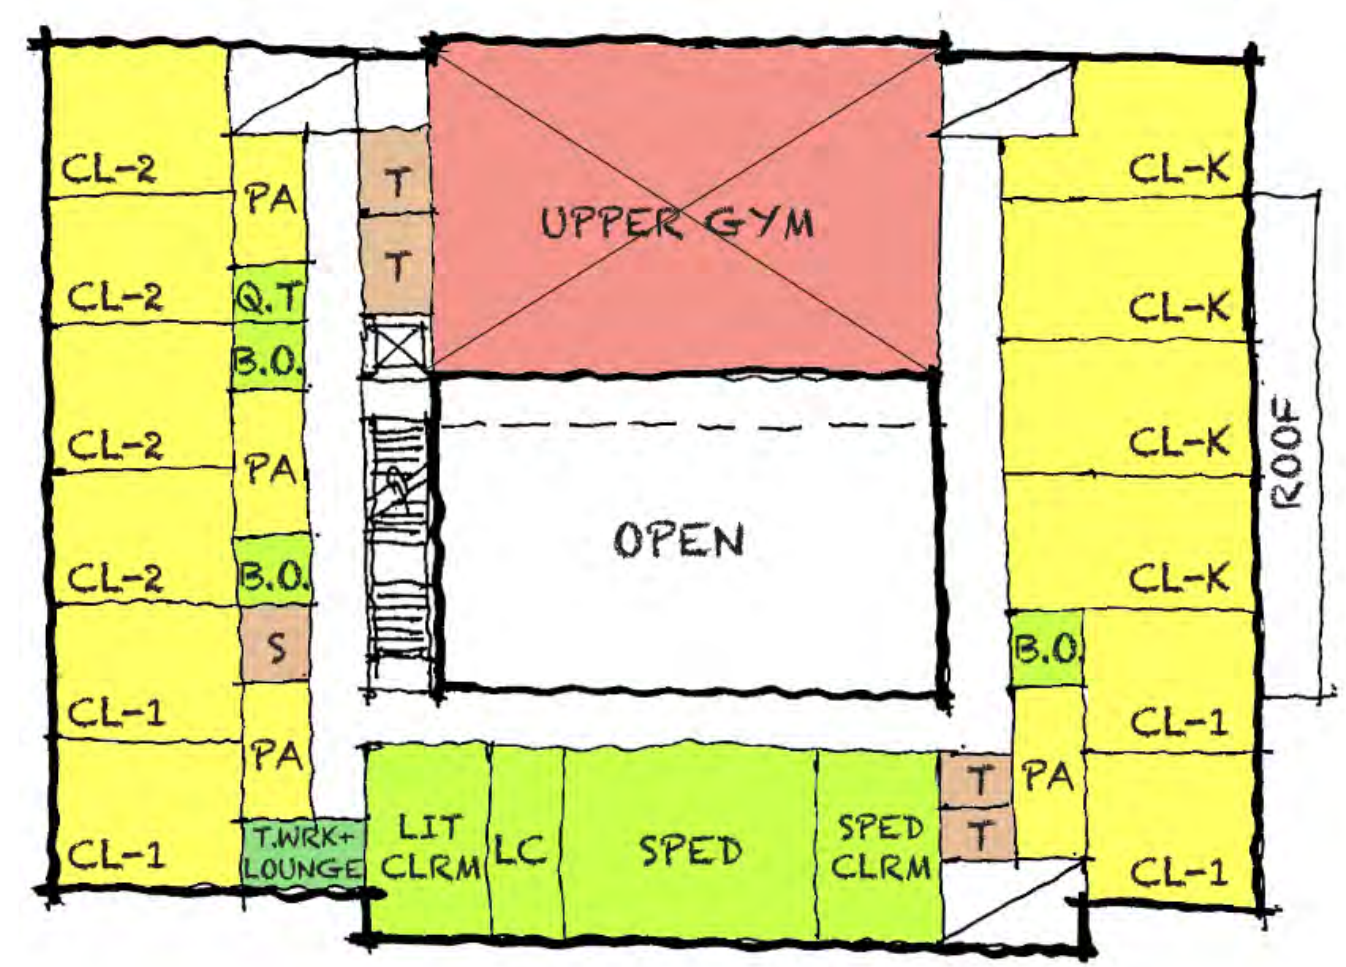 CL-2
PA
T
UPPER GYM
CL-K
T
CL-2
Q.T
CL-K
B.O.
CL-2
PA
CL-K
ROOF
OPEN
CL-2
B.O.
CL-K
S
B.O.
CL-1
CL-1
PA
T
PA
CL-1
T.WRK+
LOUNGE
LIT
CLRM
LC
SPED
SPED
CLRM
T
CL-1